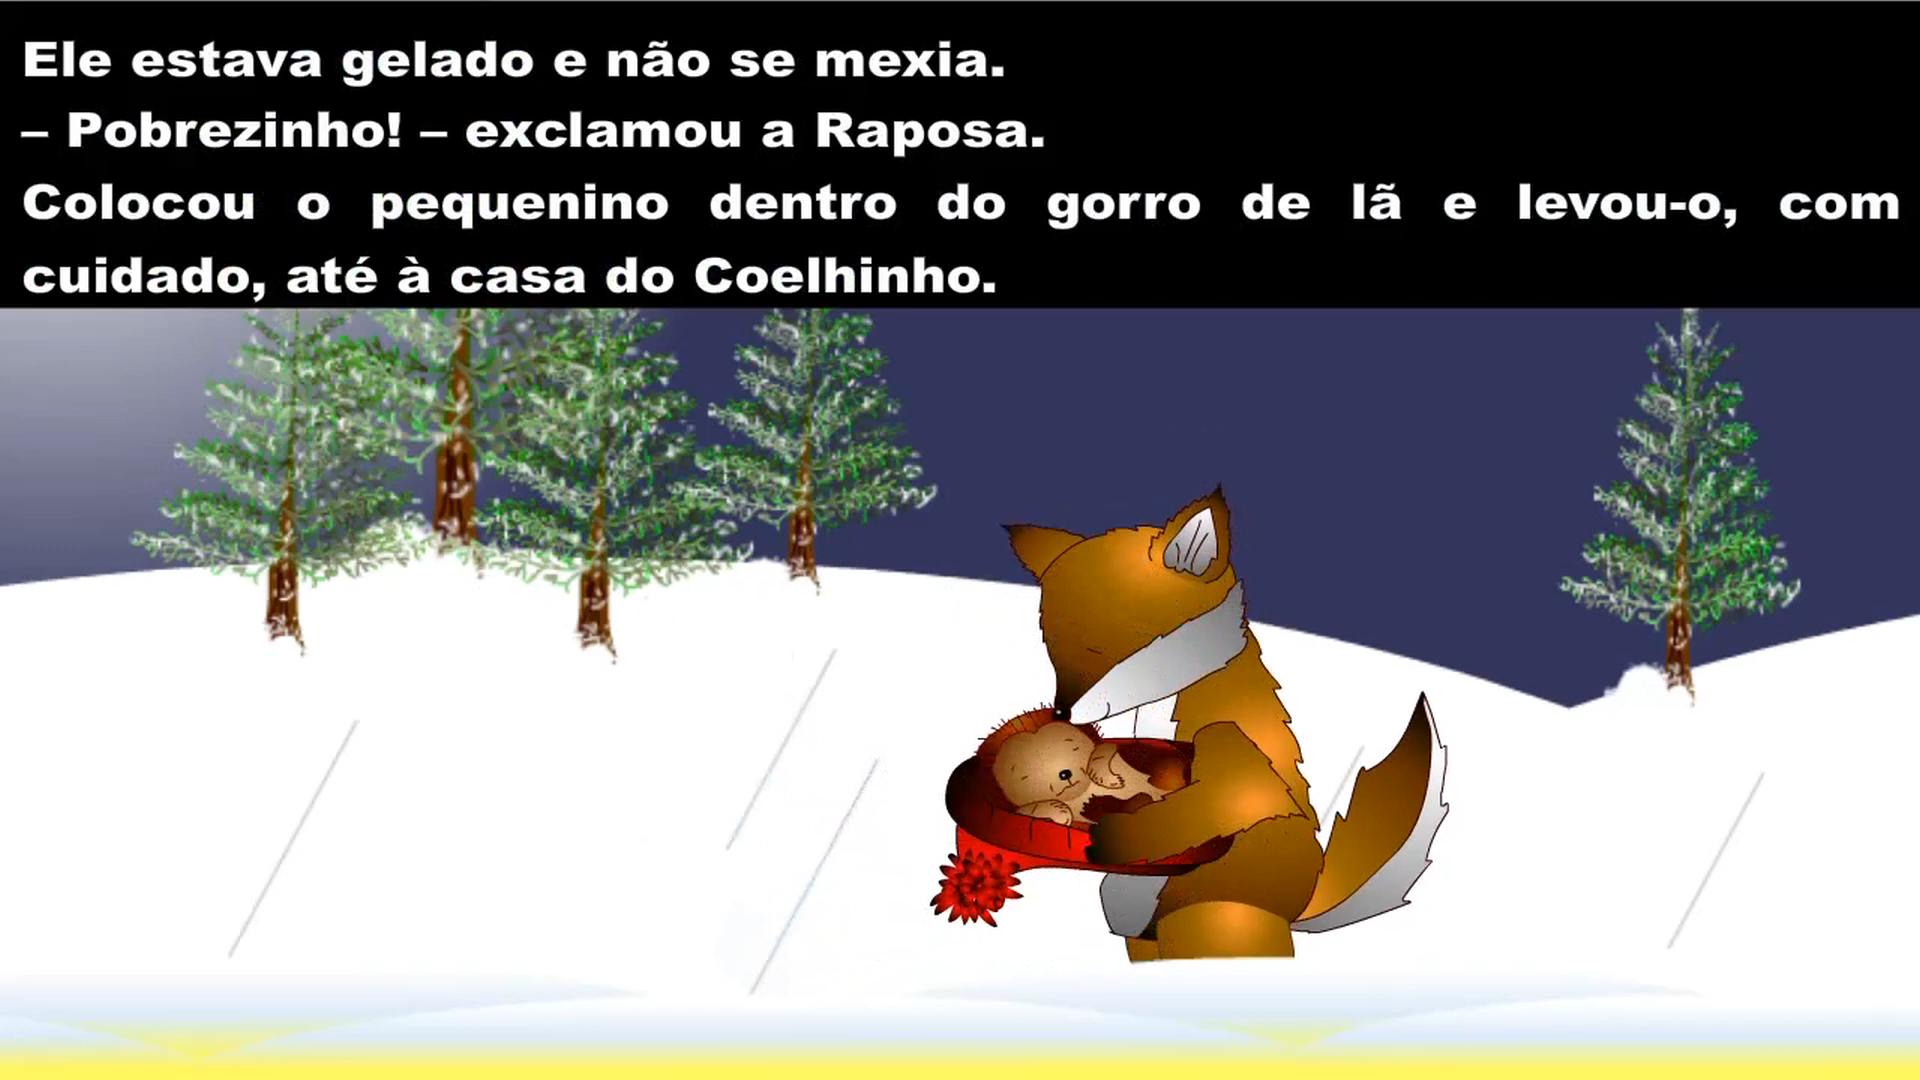 Ele estava gelado e não se mexia.
– Pobrezinho! – exclamou a Raposa.
Colocou o pequenino dentro do gorro de lã e levou-o, com
cuidado, até à casa do Coelhinho.